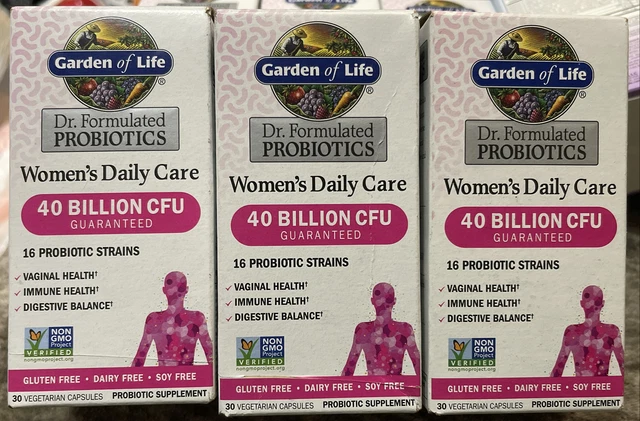 Garden of Life
®
Dr. Formulated
PROBIOTICS
Women's Daily Care
40 BILLION CFU
GUARANTEED
16 PROBIOTIC STRAINS
VAGINAL HEALTH†
IMMUNE HEALTH†
DIGESTIVE BALANCE†
NON
GMO
Project
VERIFIED
nongmoproject.org
GLUTEN FREE • DAIRY FREE • SOY FREE
30 VEGETARIAN CAPSULES PROBIOTIC SUPPLEMENT
Garden of Life
®
Dr. Formulated
PROBIOTICS
Women's Daily Care
40 BILLION CFU
GUARANTEED
16 PROBIOTIC STRAINS
VAGINAL HEALTH†
IMMUNE HEALTH†
DIGESTIVE BALANCE†
NON
GMO
Project
VERIFIED
nongmoproject.org
GLUTEN FREE • DAIRY FREE • SOY FREE
30 VEGETARIAN CAPSULES PROBIOTIC SUPPLEMENT
Garden of Life
®
Dr. Formulated
PROBIOTICS
Women's Daily Care
40 BILLION CFU
GUARANTEED
16 PROBIOTIC STRAINS
VAGINAL HEALTH†
IMMUNE HEALTH†
DIGESTIVE BALANCE†
NON
GMO
Project
VERIFIED
nongmoproject.org
GLUTEN FREE • DAIRY FREE • SOY FREE
30 VEGETARIAN CAPSULES PROBIOTIC SUPPLEMENT